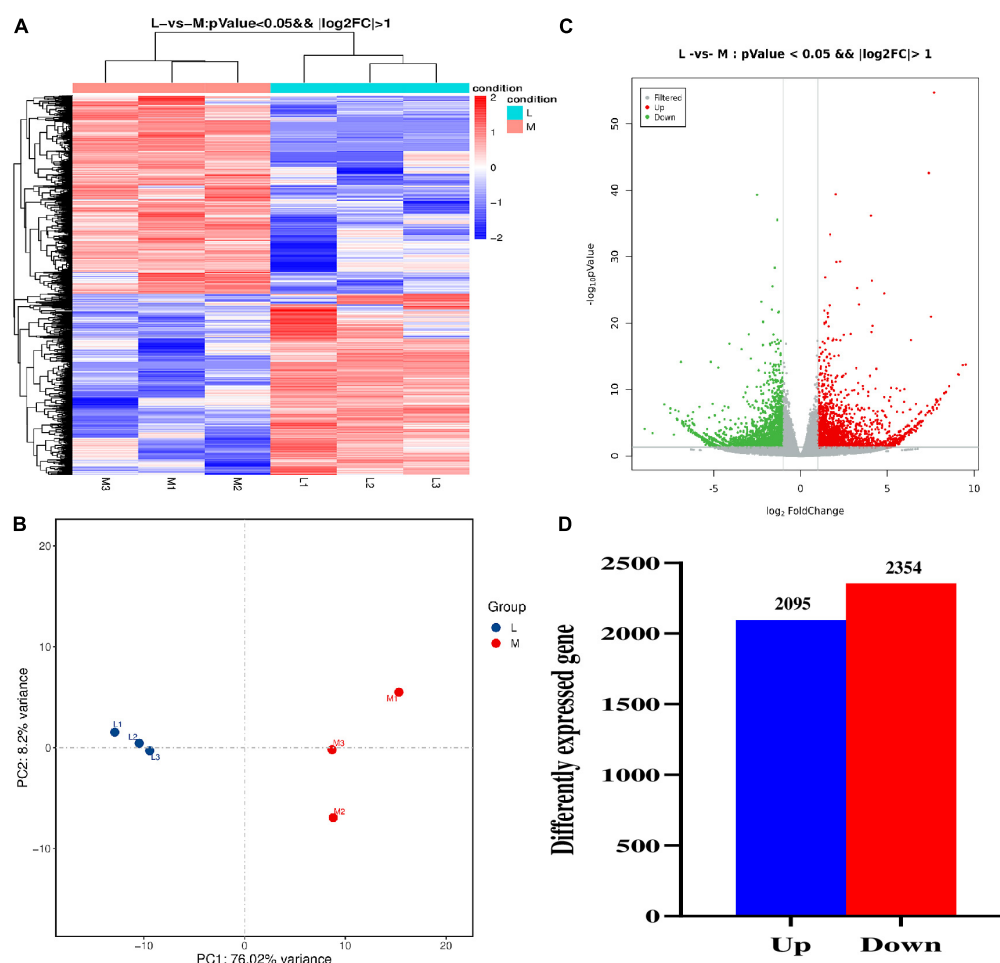 A
L-vs-M:pValue<0.05&& |log2FC|>1
condition
2
1
0
-1
-2
condition
L
M
M3
M1
M2
L1
L2
L3
B
20
10
0
-10
PC2: 8.2% variance
L1
L2
L3
M1
M3
M2
-10
0
10
20
PC1: 76.02% variance
Group
L
M
C
L -vs- M : pValue < 0.05 && |log2FC|> 1
Filtered
Up
Down
50
40
30
20
10
0
-log10pValue
-5
0
5
10
log2 FoldChange
D
2500
2000
1500
1000
500
0
Differently expressed gene
2095
2354
Up
Down